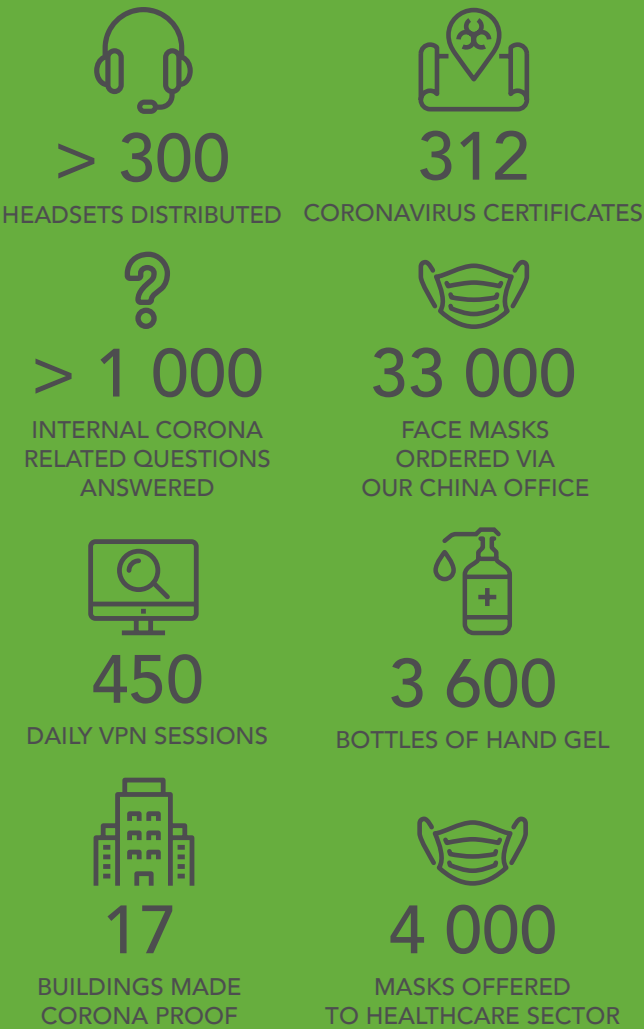 > 300
HEADSETS DISTRIBUTED
312
CORONAVIRUS CERTIFICATES
> 1 000
INTERNAL CORONA
RELATED QUESTIONS
ANSWERED
33 000
FACE MASKS
ORDERED VIA
OUR CHINA OFFICE
450
DAILY VPN SESSIONS
3 600
BOTTLES OF HAND GEL
17
BUILDINGS MADE
CORONA PROOF
4 000
MASKS OFFERED
TO HEALTHCARE SECTOR